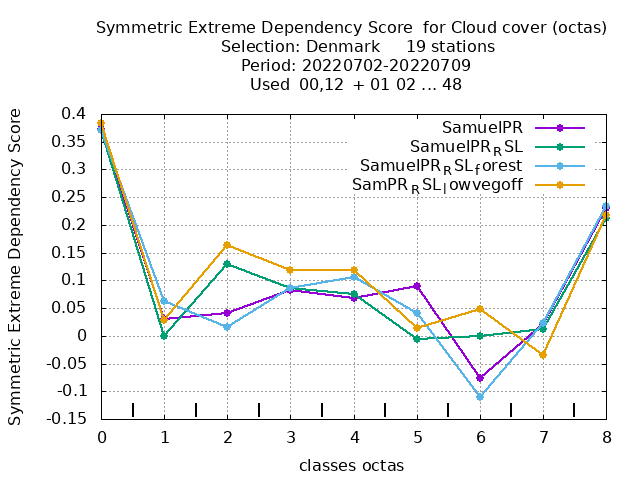 Symmetric Extreme Dependency Score  for Cloud cover (octas)
Selection: Denmark     19 stations
Period: 20220702-20220709
Used  00,12  + 01 02 ... 48
Symmetric Extreme Dependency Score
0.4
0.35
0.3
0.25
0.2
0.15
0.1
0.05
0
-0.05
-0.1
-0.15
SamuelPR
SamuelPR_RSL
SamuelPR_RSL_forest
SamPR_RSL_lowvegoff
0 1 2 3 4 5 6 7 8
classes octas